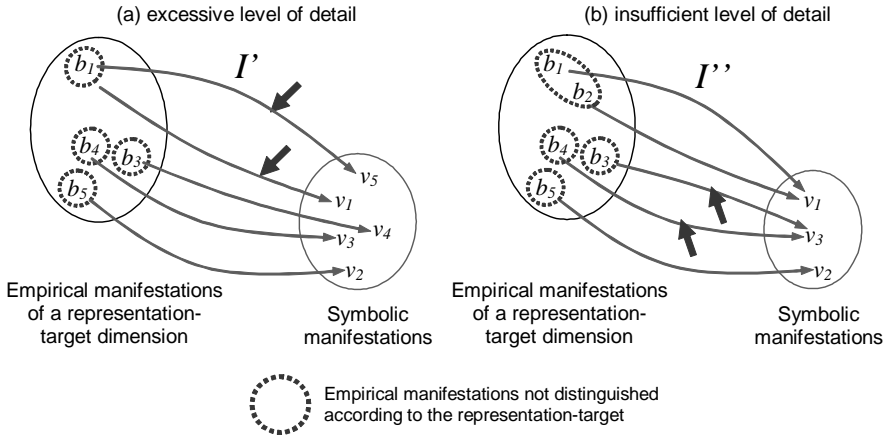 (a) excessive level of detail
b1
I'
b4
b3
b5
v5
v1
v4
v3
v2
Empirical manifestations
of a representation-
target dimension
Symbolic
manifestations
(b) insufficient level of detail
b1
I''
b2
b4
b3
b5
v1
v3
v2
Empirical manifestations
of a representation-
target dimension
Symbolic
manifestations
Empirical manifestations not distinguished
according to the representation-target